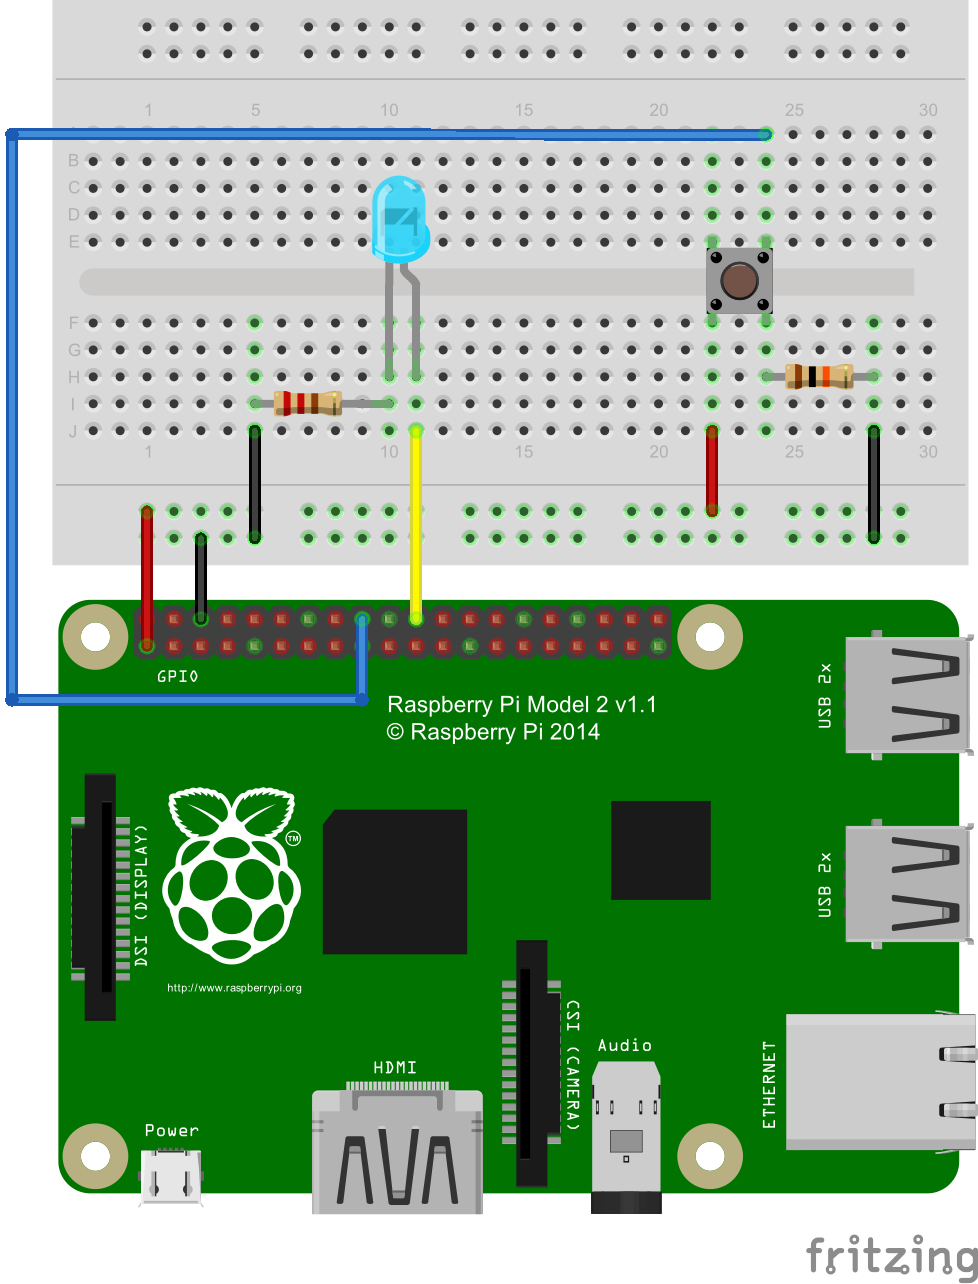 1 5 10 15 20 25 30
B
C
D
E
F
G
H
I
J
1 10 15 20 25 30
GPIO
Raspberry Pi Model 2 v1.1
© Raspberry Pi 2014
USB 2x
DSI (DISPLAY)
TM
USB 2x
http://www.raspberrypi.org
CSI (CAMERA)
Audio
ETHERNET
HDMI
Power
fritzing